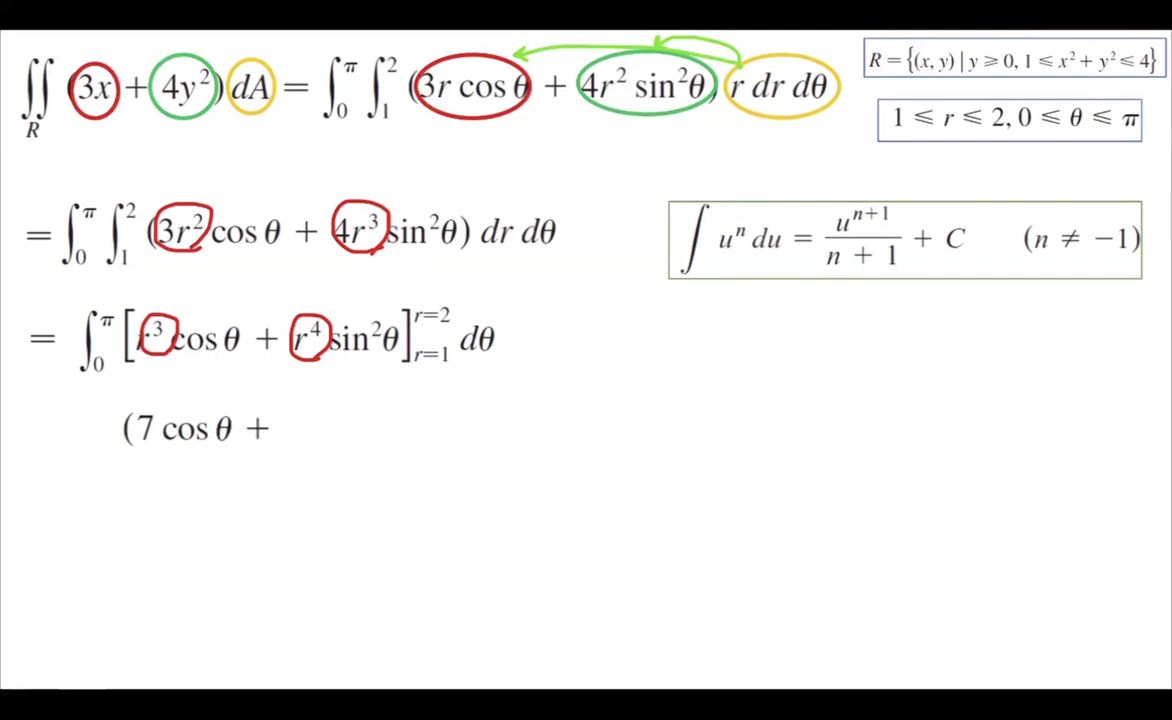 ∬_R (3x + 4y²) dA = ∫_0^π ∫_1^2 (3r cos θ + 4r² sin²θ) r dr dθ
R = {(x, y) | y ⩾ 0, 1 ⩽ x² + y² ⩽ 4}
1 ⩽ r ⩽ 2, 0 ⩽ θ ⩽ π
= ∫_0^π ∫_1^2 (3r² cos θ + 4r³ sin²θ) dr dθ
∫ uⁿ du = u^{n+1}/(n + 1) + C (n ≠ −1)
= ∫_0^π [r³ cos θ + r⁴ sin²θ]_{r=1}^{r=2} dθ
(7 cos θ +